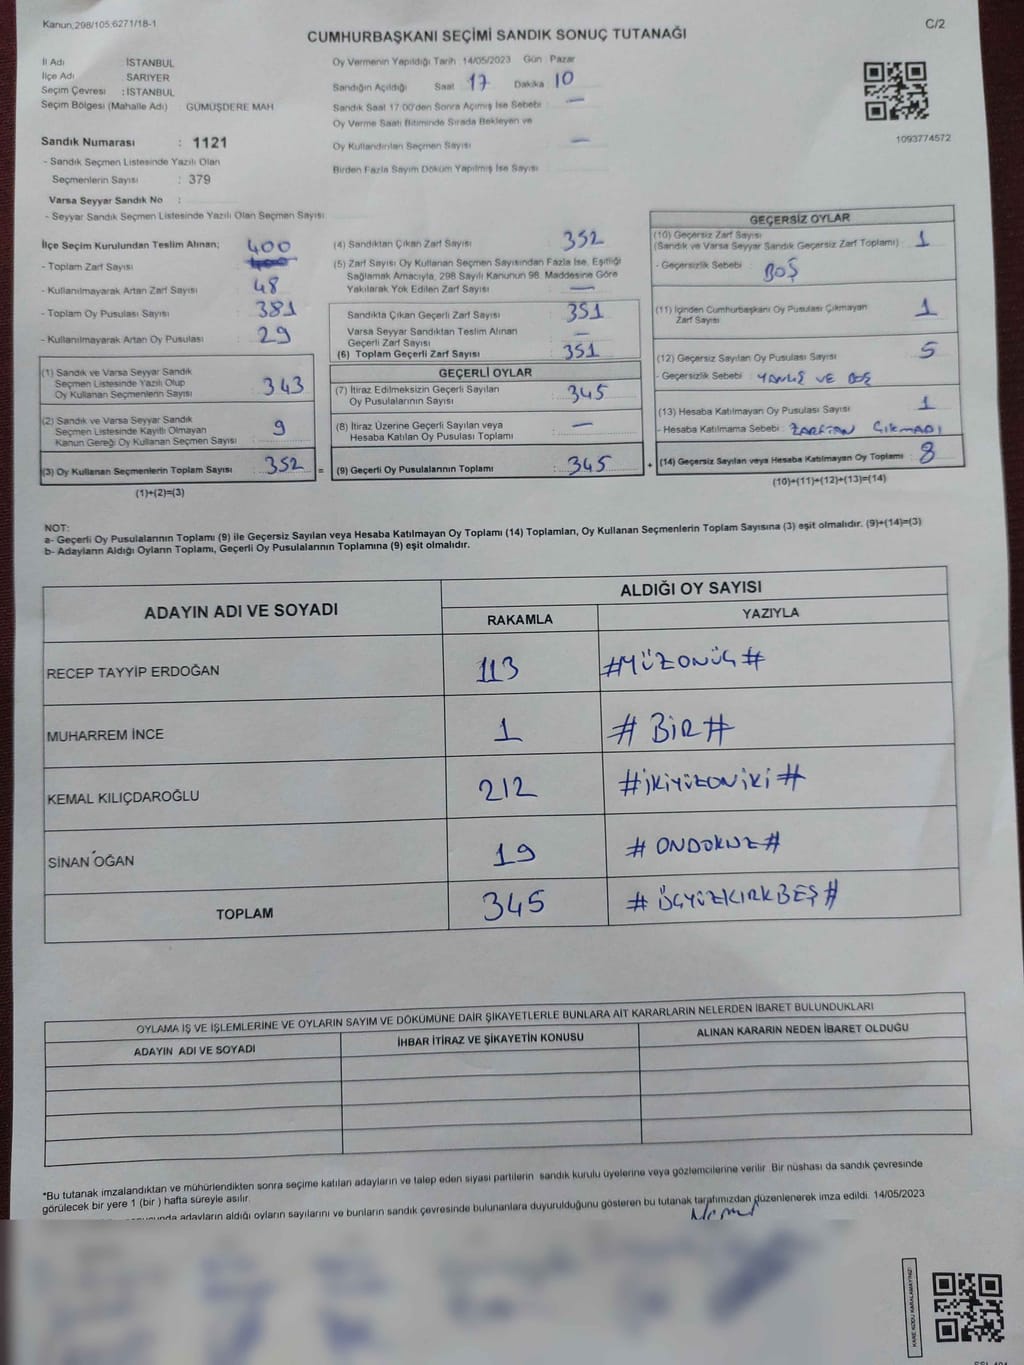 Kanun,298/105,6271/18-1
C/2
CUMHURBAŞKANI SEÇİMİ SANDIK SONUÇ TUTANAĞI
İl Adı : İSTANBUL
İlçe Adı : SARIYER
Seçim Çevresi : İSTANBUL
Seçim Bölgesi (Mahalle Adı) : GÜMÜŞDERE MAH
Sandık Numarası : 1121
- Sandık Seçmen Listesinde Yazılı Olan
Seçmenlerin Sayısı : 379
Varsa Seyyar Sandık No :
- Seyyar Sandık Seçmen Listesinde Yazılı Olan Seçmen Sayısı
Oy Vermenin Yapıldığı Tarih : 14/05/2023 Gün : Pazar
Sandığın Açıldığı Saat 17 Dakika 10
Sandık Saat 17:00'den Sonra Açılmış İse Sebebi : —
Oy Verme Saati Bitiminde Sırada Bekleyen ve
Oy Kullandırılan Seçmen Sayısı —
Birden Fazla Sayım Döküm Yapılmış İse Sayısı
1093774572
İlçe Seçim Kurulundan Teslim Alınan; 400
- Toplam Zarf Sayısı
- Kullanılmayarak Artan Zarf Sayısı : 48
- Toplam Oy Pusulası Sayısı : 381
- Kullanılmayarak Artan Oy Pusulası : 29
(1) Sandık ve Varsa Seyyar Sandık
Seçmen Listesinde Yazılı Olup
Oy Kullanan Seçmenlerin Sayısı : 343
(2) Sandık ve Varsa Seyyar Sandık
Seçmen Listesinde Kayıtlı Olmayan
Kanun Gereği Oy Kullanan Seçmen Sayısı : 9
(3) Oy Kullanan Seçmenlerin Toplam Sayısı : 352 =
(1)+(2)=(3)
(4) Sandıktan Çıkan Zarf Sayısı : 352
(5) Zarf Sayısı Oy Kullanan Seçmen Sayısından Fazla İse, Eşitliği
Sağlamak Amacıyla, 298 Sayılı Kanunun 98. Maddesine Göre
Yakılarak Yok Edilen Zarf Sayısı : —
Sandıkta Çıkan Geçerli Zarf Sayısı : 351
Varsa Seyyar Sandıktan Teslim Alınan
Geçerli Zarf Sayısı : —
(6) Toplam Geçerli Zarf Sayısı : 351
GEÇERLİ OYLAR
(7) İtiraz Edilmeksizin Geçerli Sayılan
Oy Pusulalarının Sayısı : 345
(8) İtiraz Üzerine Geçerli Sayılan veya
Hesaba Katılan Oy Pusulası Toplamı : —
(9) Geçerli Oy Pusulalarının Toplamı : 345 +
GEÇERSİZ OYLAR
(10) Geçersiz Zarf Sayısı
(Sandık ve Varsa Seyyar Sandık Geçersiz Zarf Toplamı) : 1
- Geçersizlik Sebebi : BOŞ
(11) İçinden Cumhurbaşkanı Oy Pusulası Çıkmayan
Zarf Sayısı : 1
(12) Geçersiz Sayılan Oy Pusulası Sayısı : 5
- Geçersizlik Sebebi : YANLIŞ VE BOŞ
(13) Hesaba Katılmayan Oy Pusulası Sayısı : 1
- Hesaba Katılmama Sebebi : ZARFTAN ÇIKMADI
(14) Geçersiz Sayılan veya Hesaba Katılmayan Oy Toplamı : 8
(10)+(11)+(12)+(13)=(14)
NOT:
a- Geçerli Oy Pusulalarının Toplamı (9) ile Geçersiz Sayılan veya Hesaba Katılmayan Oy Toplamı (14) Toplamları, Oy Kullanan Seçmenlerin Toplam Sayısına (3) eşit olmalıdır. (9)+(14)=(3)
b- Adayların Aldığı Oyların Toplamı, Geçerli Oy Pusulalarının Toplamına (9) eşit olmalıdır.
ADAYIN ADI VE SOYADI
ALDIĞI OY SAYISI
RAKAMLA YAZIYLA
RECEP TAYYİP ERDOĞAN 113 #YÜZONÜÇ#
MUHARREM İNCE 1 #BİR#
KEMAL KILIÇDAROĞLU 212 #İKİYÜZONİKİ#
SİNAN OĞAN 19 #ONDOKUZ#
TOPLAM 345 #ÜÇYÜZKIRKBEŞ#
OYLAMA İŞ VE İŞLEMLERİNE VE OYLARIN SAYIM VE DÖKÜMÜNE DAİR ŞİKAYETLERLE BUNLARA AİT KARARLARIN NELERDEN İBARET BULUNDUKLARI
ADAYIN ADI VE SOYADI İHBAR İTİRAZ VE ŞİKAYETİN KONUSU ALINAN KARARIN NEDEN İBARET OLDUĞU
*Bu tutanak imzalandıktan ve mühürlendikten sonra seçime katılan adayların ve talep eden siyasi partilerin sandık kurulu üyelerine veya gözlemcilerine verilir. Bir nüshası da sandık çevresinde
görülecek bir yere 1 (bir ) hafta süreyle asılır.
adayların aldığı oyların sayılarını ve bunların sandık çevresinde bulunanlara duyurulduğunu gösteren bu tutanak tarafımızdan düzenlenerek imza edildi. 14/05/2023
KARE KODU KARALAMAYINIZ!